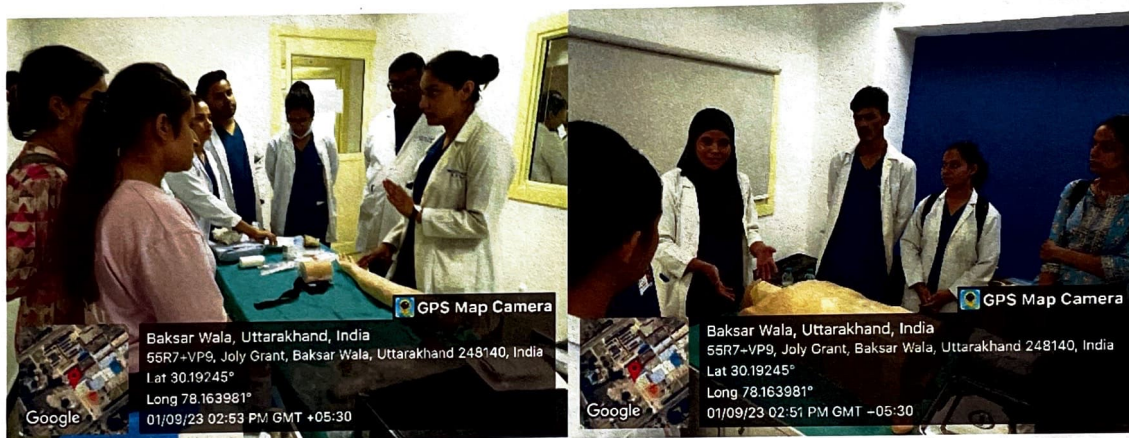 GPS Map Camera
Baksar Wala, Uttarakhand, India
55R7+VP9, Joly Grant, Baksar Wala, Uttarakhand 248140, India
Lat 30.19245°
Long 78.163981°
01/09/23 02:53 PM GMT +05:30
Google
GPS Map Camera
Baksar Wala, Uttarakhand, India
55R7+VP9, Joly Grant, Baksar Wala, Uttarakhand 248140, India
Lat 30.19245°
Long 78.163981°
01/09/23 02:51 PM GMT +05:30
Google